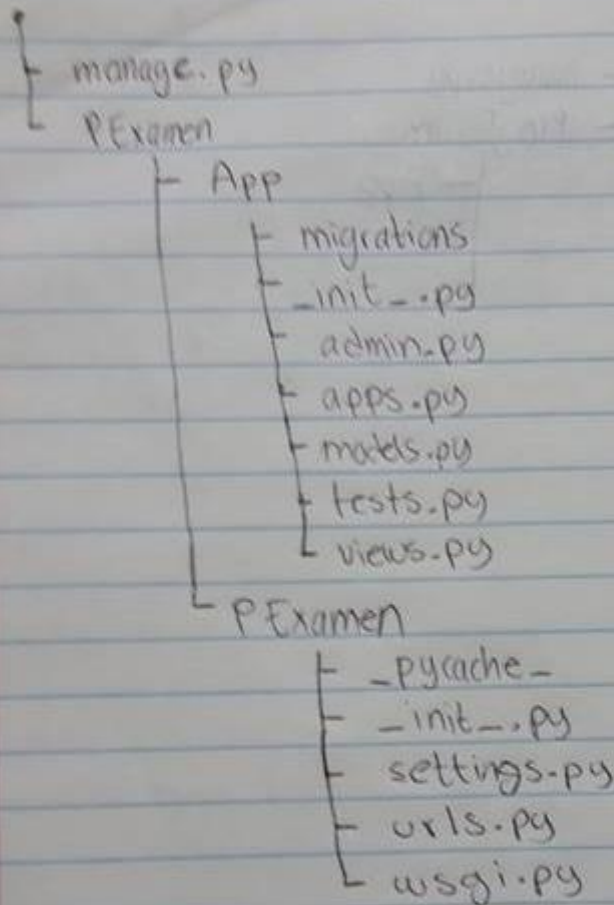 manage.py
PExamen
App
migrations
_init_.py
admin.py
apps.py
models.py
tests.py
views.py
PExamen
_pycache_
_init_.py
settings.py
urls.py
wsgi.py